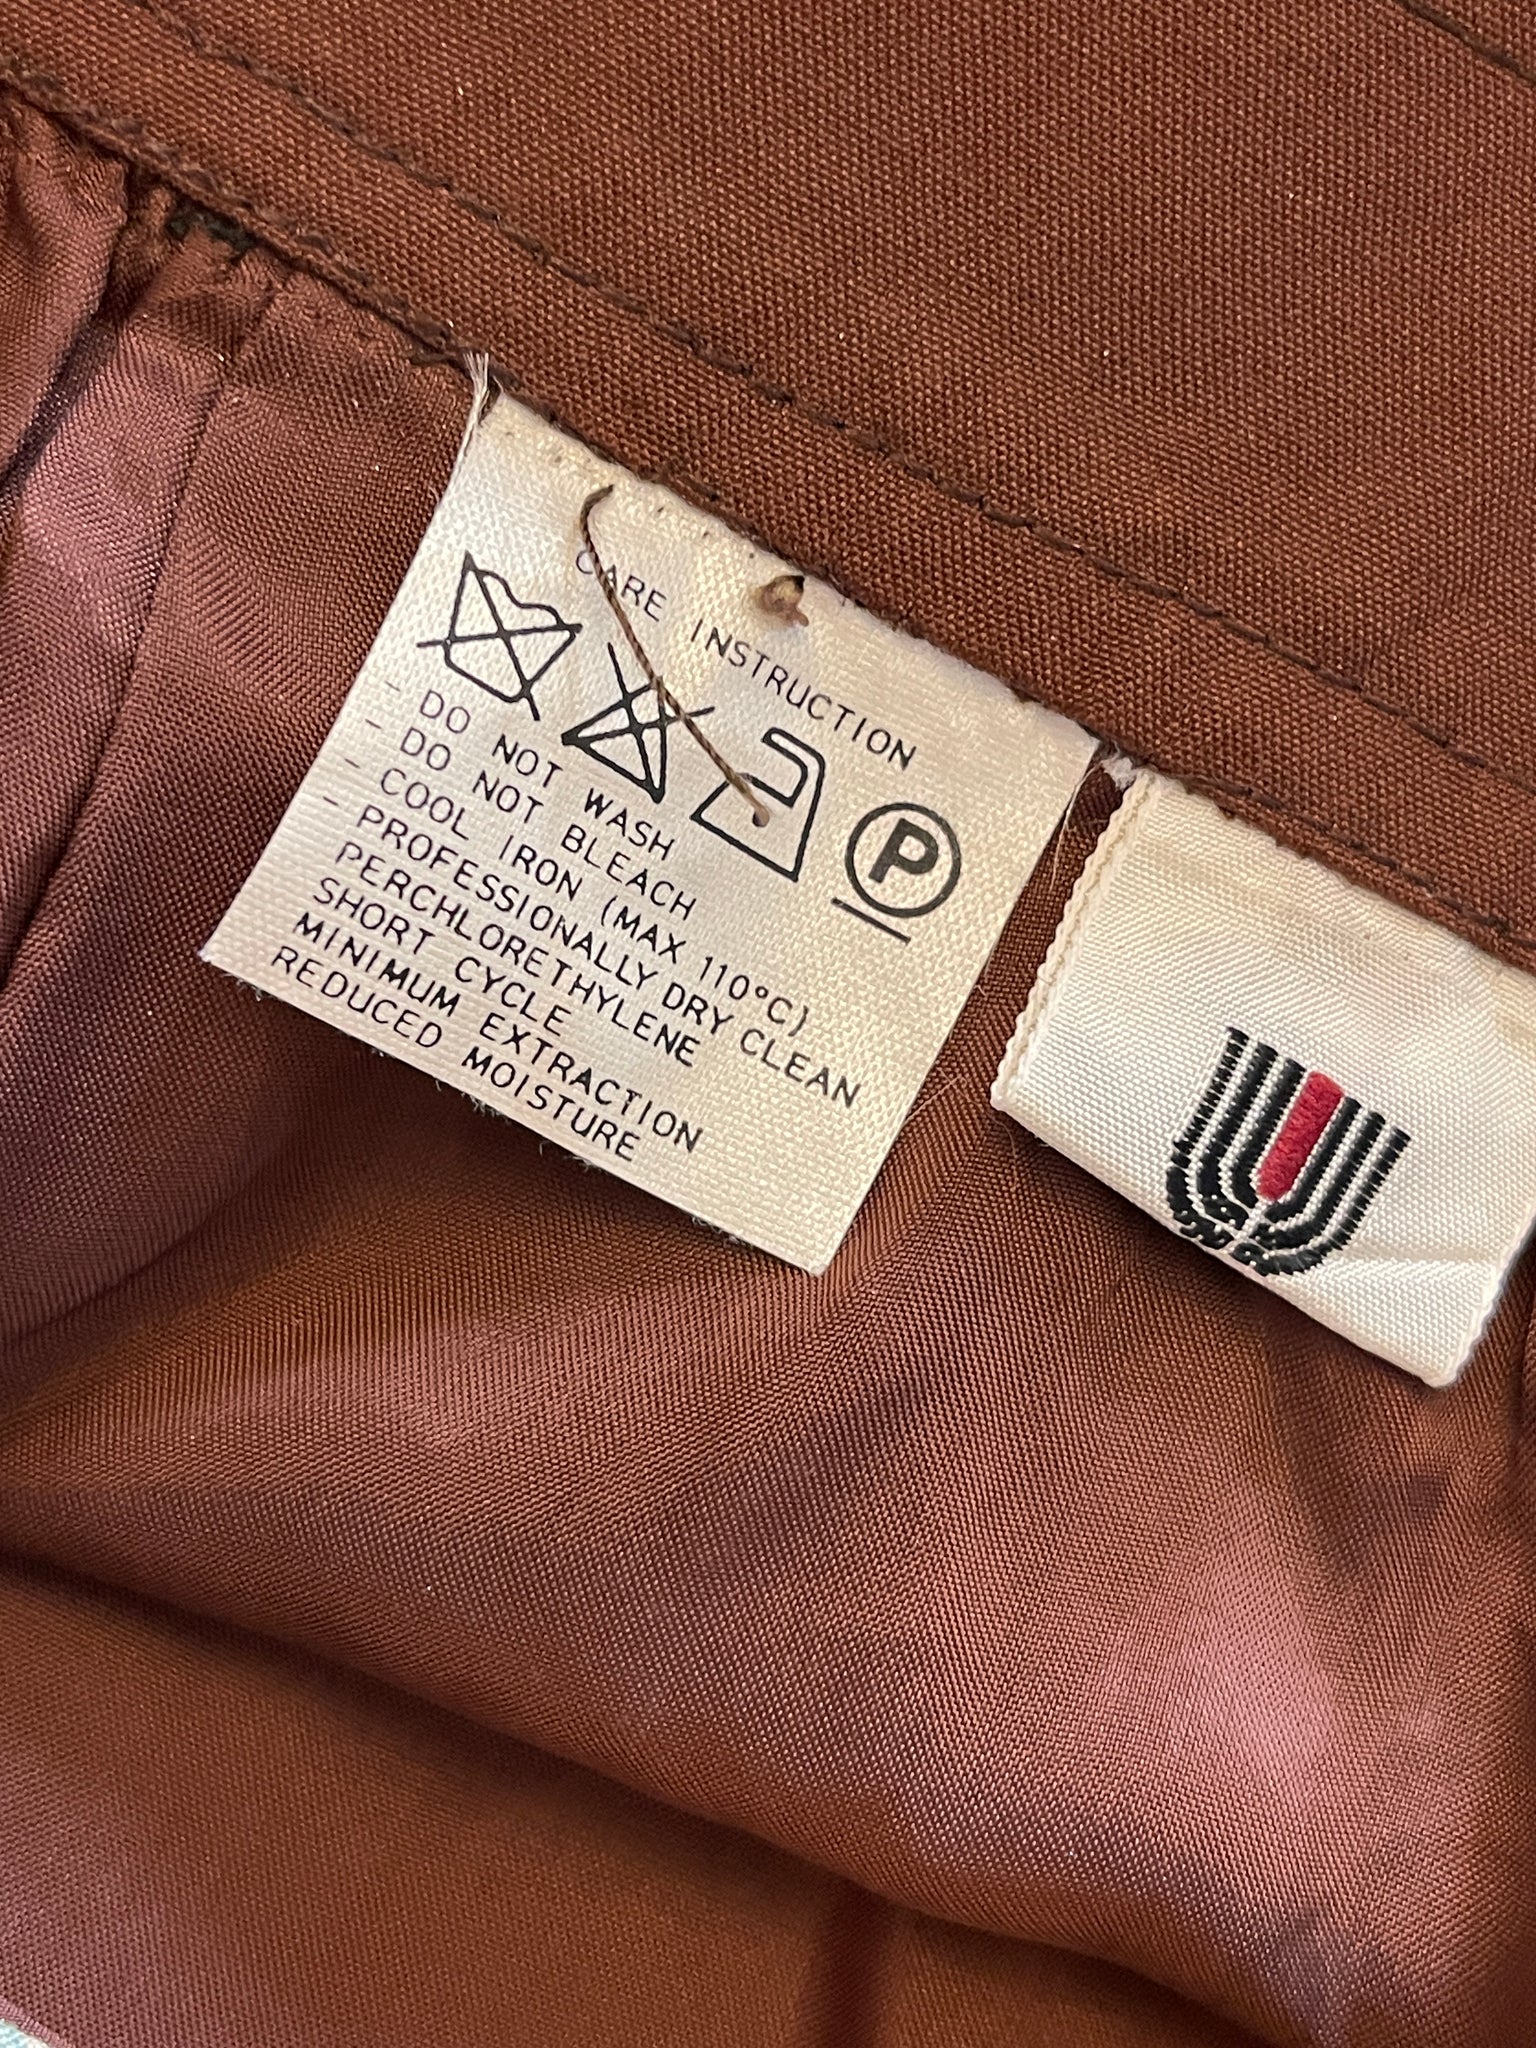 CARE INSTRUCTION
P
- DO NOT WASH
- DO NOT BLEACH
- COOL IRON (MAX 110°C)
- PROFESSIONALLY DRY CLEAN
PERCHLORETHYLENE
SHORT CYCLE
MINIMUM EXTRACTION
REDUCED MOISTURE